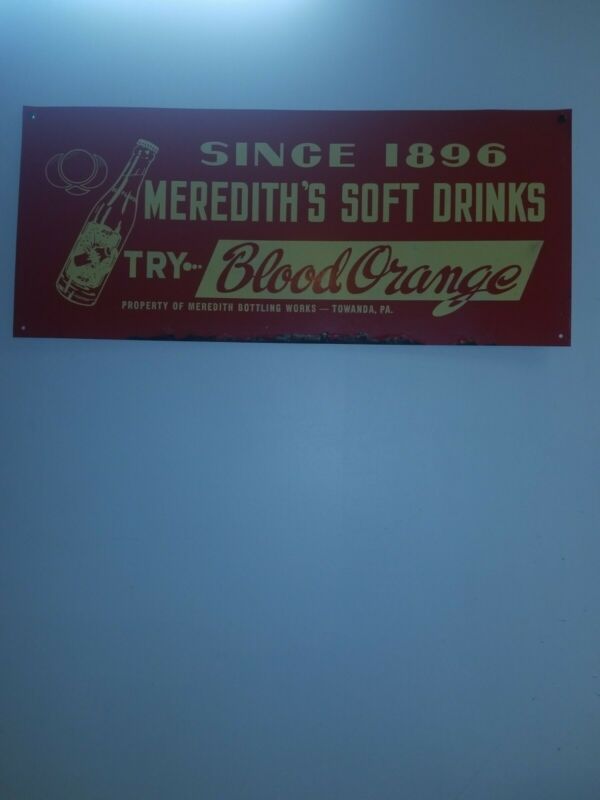 SINCE 1896
MEREDITH'S SOFT DRINKS
TRY... Blood Orange
PROPERTY OF MEREDITH BOTTLING WORKS — TOWANDA, PA.